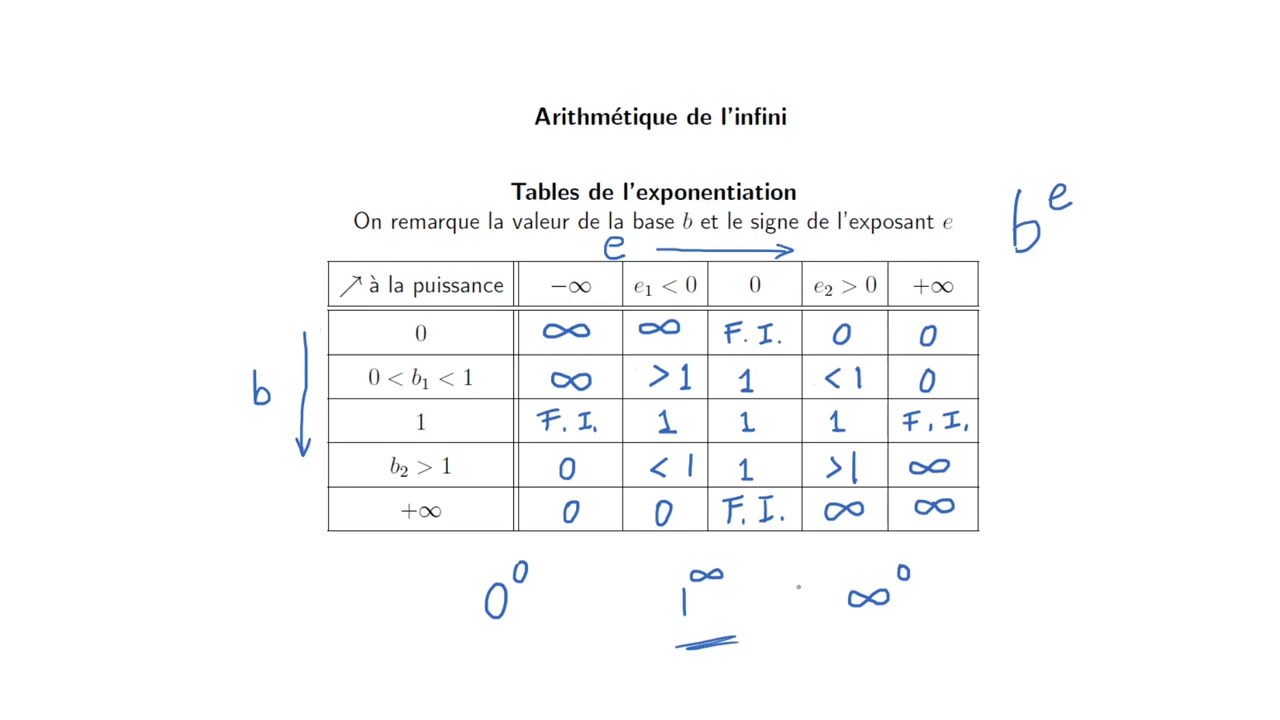 Arithmétique de l'infini
Tables de l'exponentiation
On remarque la valeur de la base b et le signe de l'exposant e
b^e
e
↗ à la puissance −∞ e₁ < 0 0 e₂ > 0 +∞
0 ∞ ∞ F.I. 0 0
0 < b₁ < 1 ∞ >1 1 <1 0
b
1 F.I. 1 1 1 F.I.
b₂ > 1 0 <1 1 >1 ∞
+∞ 0 0 F.I. ∞ ∞
0^0 1^∞ ∞^0